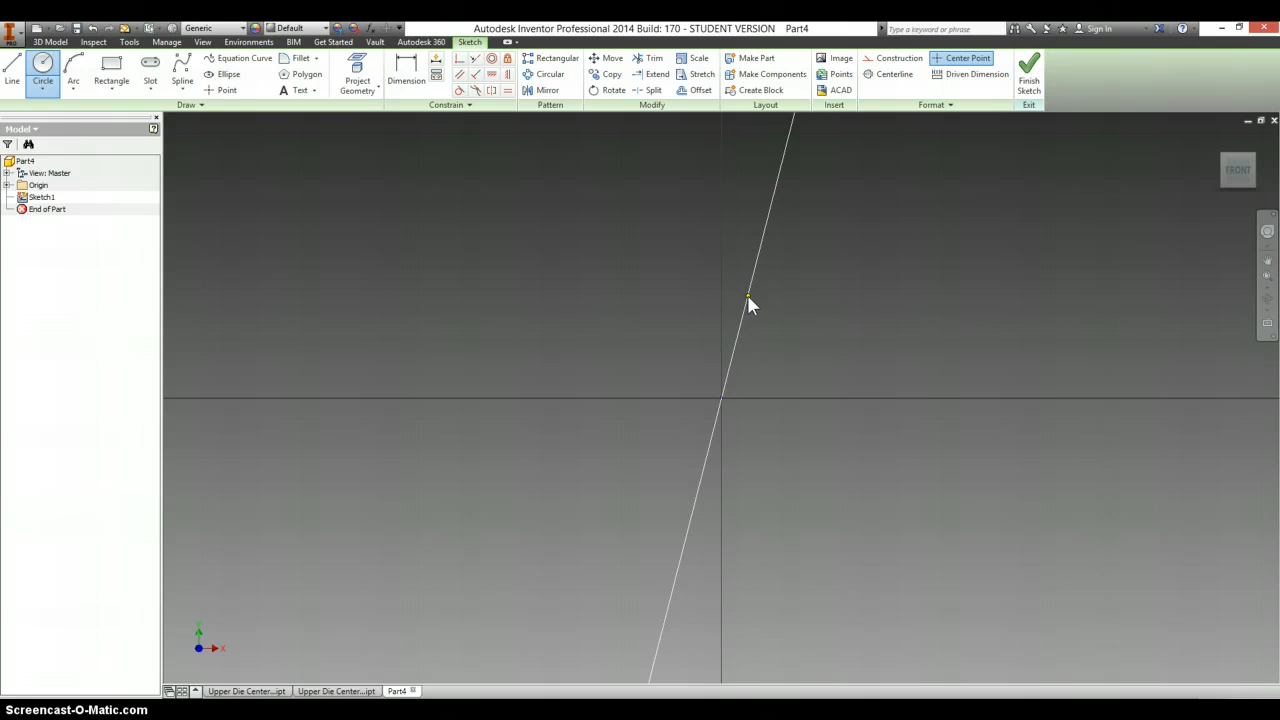 Generic
Default
Autodesk Inventor Professional 2014 Build: 170 - STUDENT VERSION Part4
Type a keyword or phrase
Sign In
PRO
3D Model Inspect Tools Manage View Environments BIM Get Started Vault Autodesk 360 Sketch
Line Circle Arc Rectangle Slot Spline
Equation Curve Fillet
Ellipse Polygon
Point A Text
Project Geometry
Dimension
Rectangular
Circular
Mirror
Move Trim Scale
Copy Extend Stretch
Rotate Split Offset
Make Part
Make Components
Create Block
Image
Points
ACAD
Construction Center Point
Centerline Driven Dimension
Finish Sketch
Draw Constrain Pattern Modify Layout Insert Format Exit
Model
Part4
View: Master
Origin
Sketch1
End of Part
FRONT
Y
X
Upper Die Center...ipt Upper Die Center...ipt Part4
Screencast-O-Matic.com